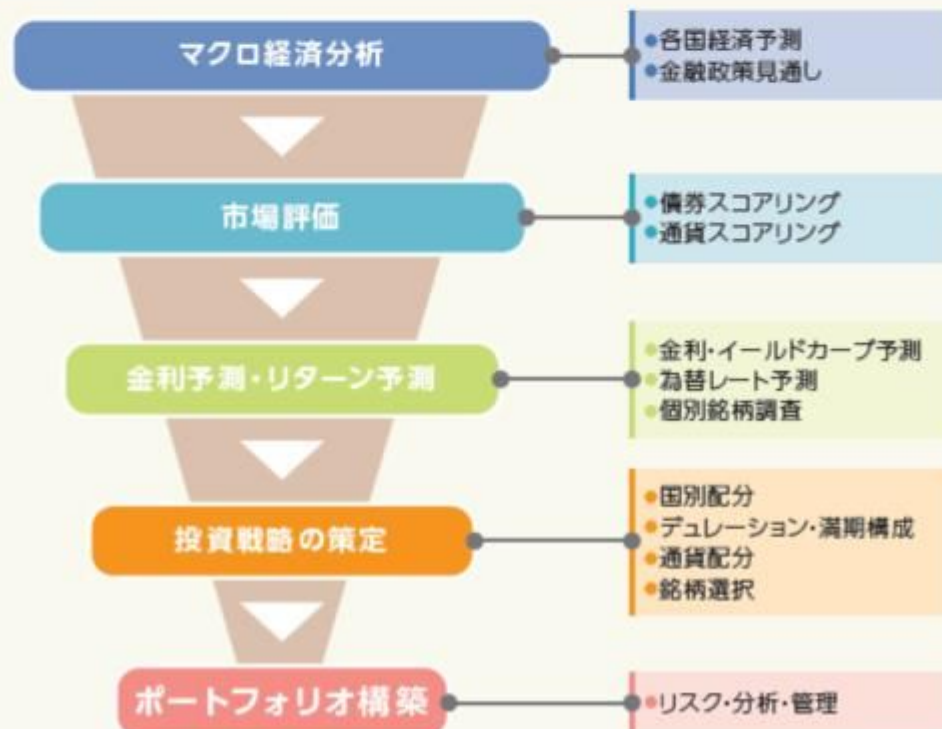 マクロ経済分析
●各国経済予測
●金融政策見通し
市場評価
●債券スコアリング
●通貨スコアリング
金利予測・リターン予測
●金利・イールドカーブ予測
●為替レート予測
●個別銘柄調査
投資戦略の策定
●国別配分
●デュレーション・満期構成
●通貨配分
●銘柄選択
ポートフォリオ構築
●リスク・分析・管理